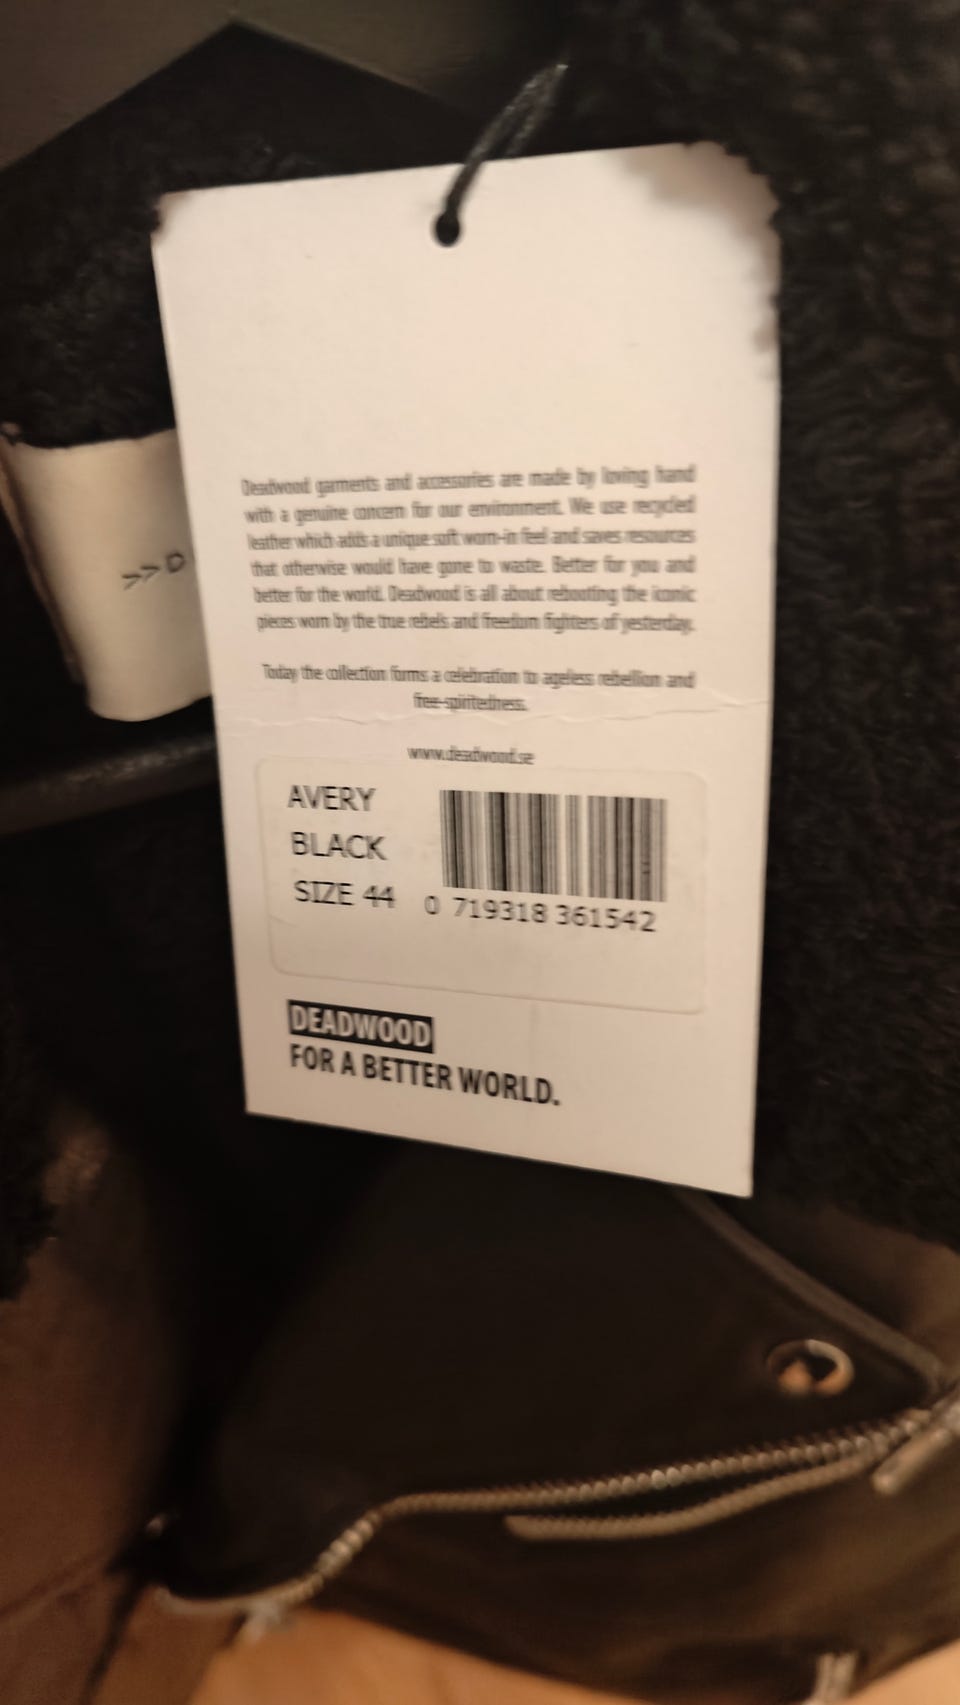 Deadwood garments and accessories are made by loving hand
with a genuine concern for our environment. We use recycled
leather which adds a unique soft worn-in feel and saves resources
that otherwise would have gone to waste. Better for you and
better for the world. Deadwood is all about rebooting the iconic
pieces worn by the true rebels and freedom fighters of yesterday.
Today the collection forms a celebration to ageless rebellion and
free-spiritedness.
www.deadwood.se
>>D
AVERY
BLACK
SIZE 44
0 719318 361542
DEADWOOD
FOR A BETTER WORLD.